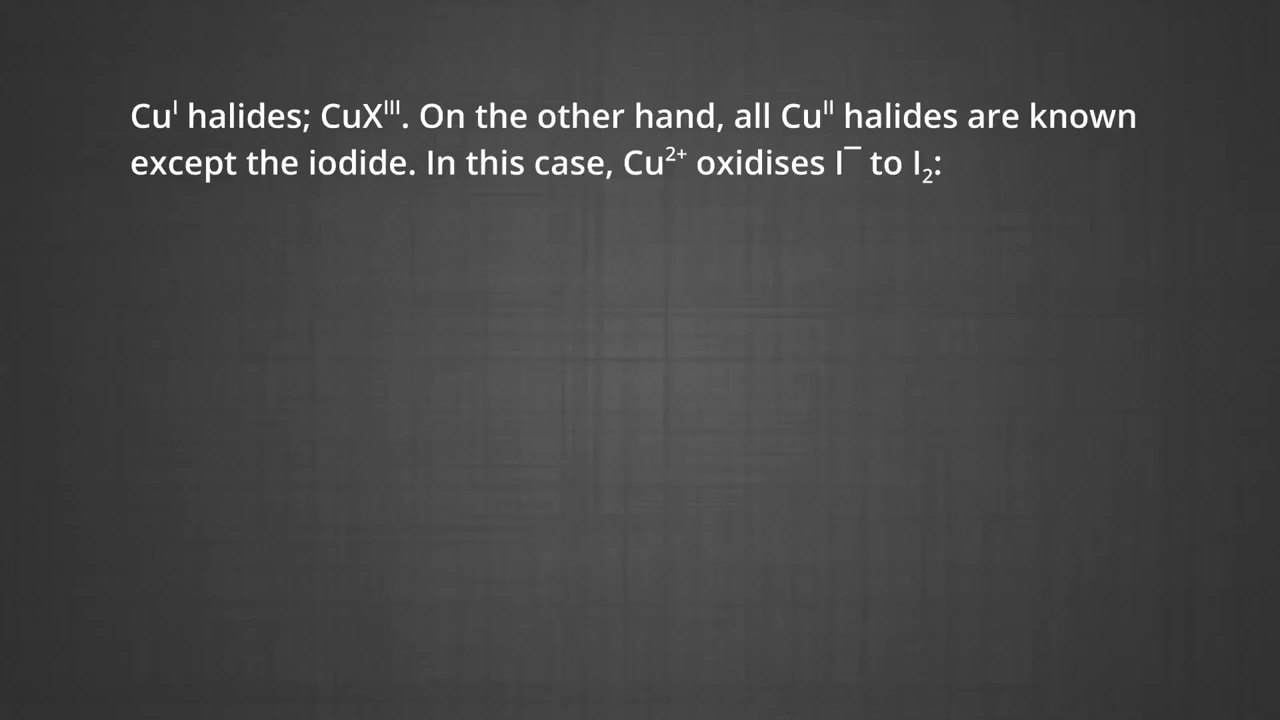 Cuᴵ halides; CuXᴵᴵᴵ. On the other hand, all Cuᴵᴵ halides are known
except the iodide. In this case, Cu²⁺ oxidises I⁻ to I₂: